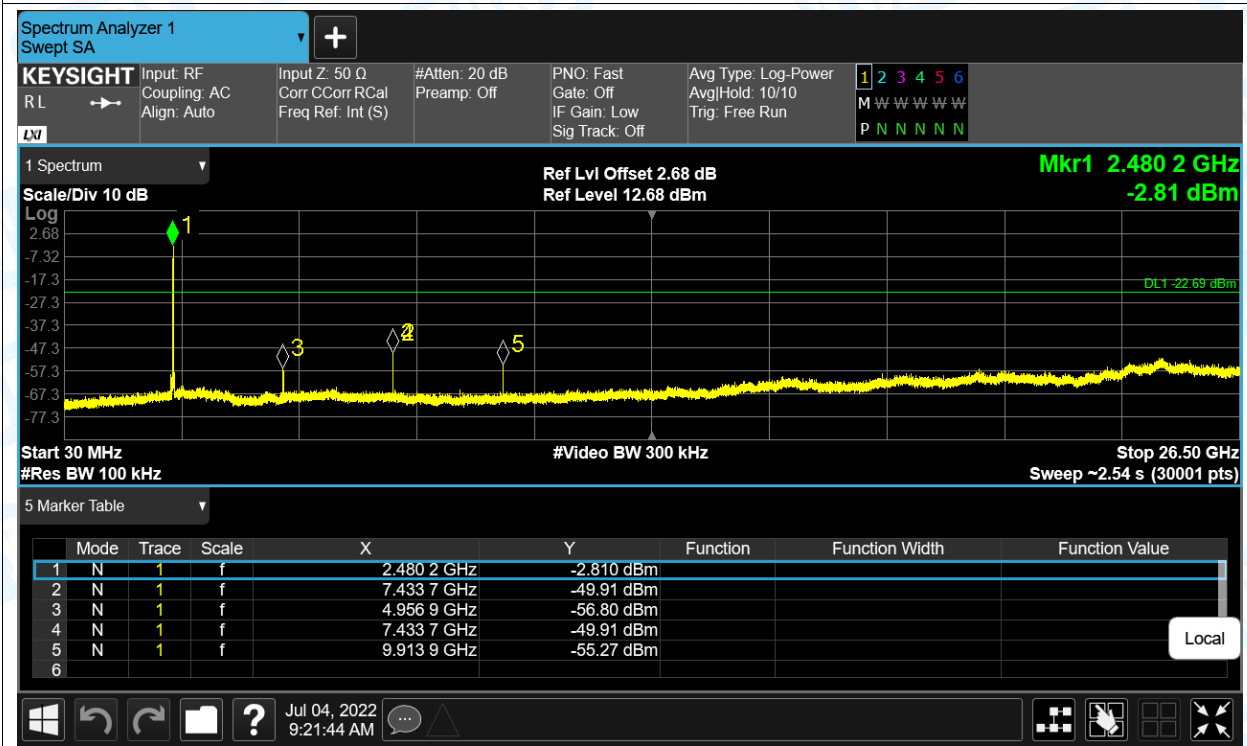 Spectrum Analyzer 1
Swept SA
KEYSIGHT
R L
LXI
Input: RF
Coupling: AC
Align: Auto
Input Z: 50 Ω
Corr CCorr RCal
Freq Ref: Int (S)
#Atten: 20 dB
Preamp: Off
PNO: Fast
Gate: Off
IF Gain: Low
Sig Track: Off
Avg Type: Log-Power
Avg|Hold: 10/10
Trig: Free Run
1 2 3 4 5 6
M W W W W W
P N N N N N
1 Spectrum
Scale/Div 10 dB
Ref Lvl Offset 2.68 dB
Ref Level 12.68 dBm
Mkr1 2.480 2 GHz
-2.81 dBm
Log
2.68
-7.32
-17.3
-27.3
-37.3
-47.3
-57.3
-67.3
-77.3
1
3
2
5
DL1 -22.69 dBm
Start 30 MHz
#Video BW 300 kHz
Stop 26.50 GHz
#Res BW 100 kHz
Sweep ~2.54 s (30001 pts)
5 Marker Table
Mode Trace Scale X Y Function Function Width Function Value
1 N 1 f 2.480 2 GHz -2.810 dBm
2 N 1 f 7.433 7 GHz -49.91 dBm
3 N 1 f 4.956 9 GHz -56.80 dBm
4 N 1 f 7.433 7 GHz -49.91 dBm
5 N 1 f 9.913 9 GHz -55.27 dBm
6
Local
?
Jul 04, 2022
9:21:44 AM